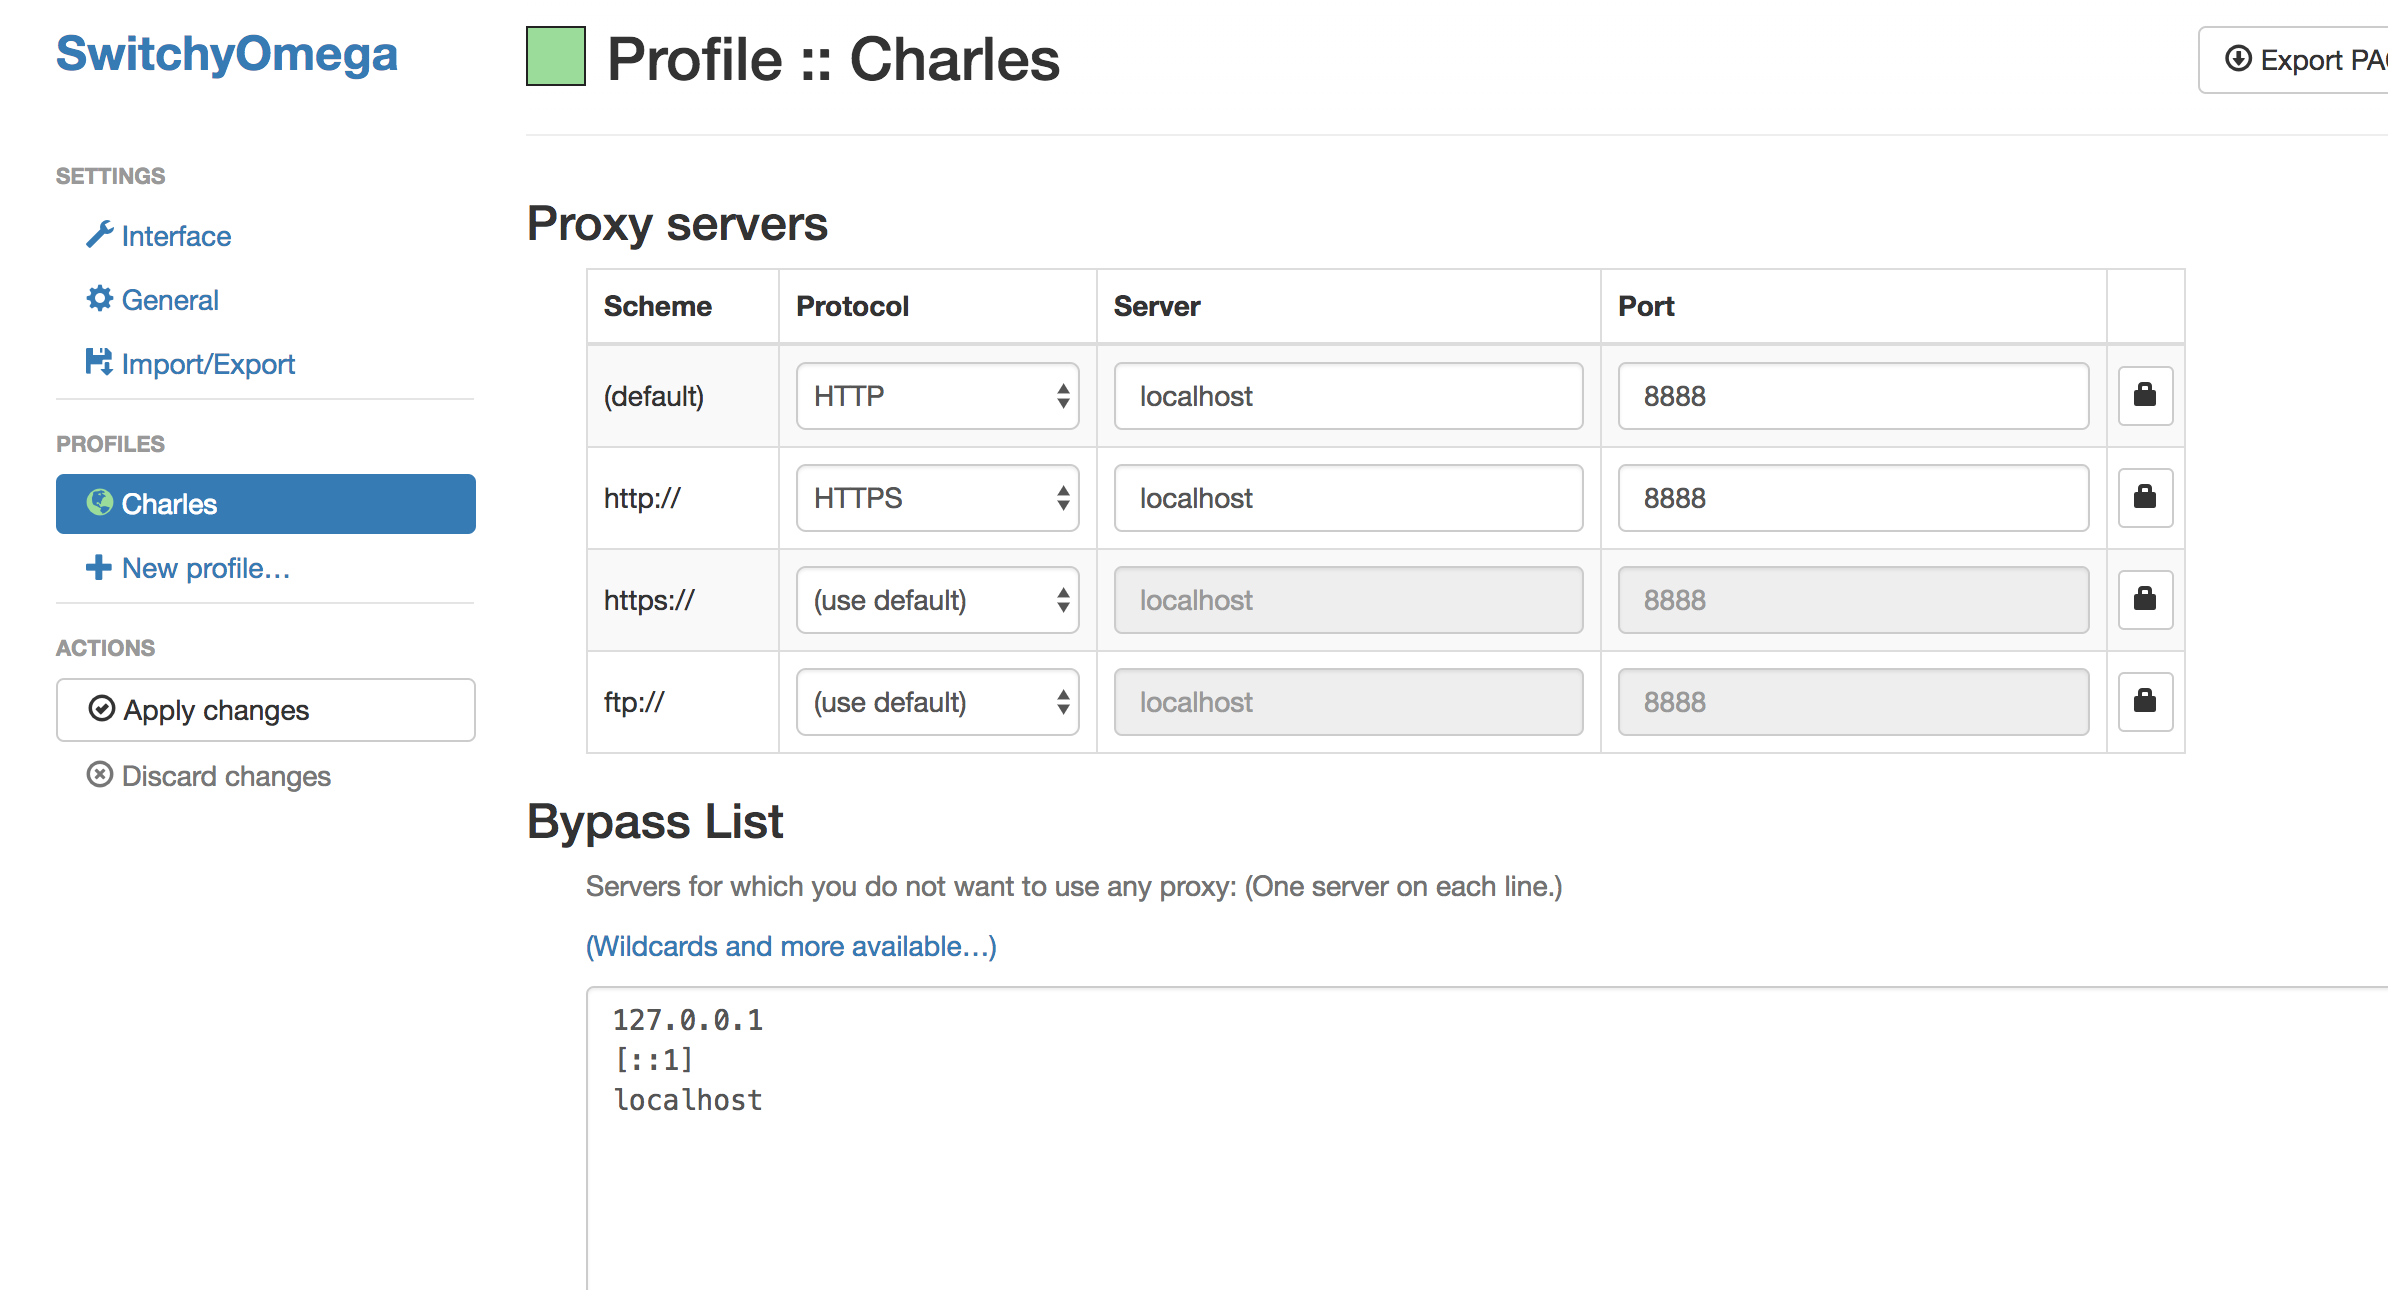 SwitchyOmega
SETTINGS
Interface
General
Import/Export
PROFILES
Charles
New profile...
ACTIONS
Apply changes
Discard changes
Profile :: Charles
Export
Proxy servers
Scheme Protocol Server Port
(default) HTTP localhost 8888
http:// HTTPS localhost 8888
https:// (use default) localhost 8888
ftp:// (use default) localhost 8888
Bypass List
Servers for which you do not want to use any proxy: (One server on each line.)
(Wildcards and more available...)
127.0.0.1
[::1]
localhost